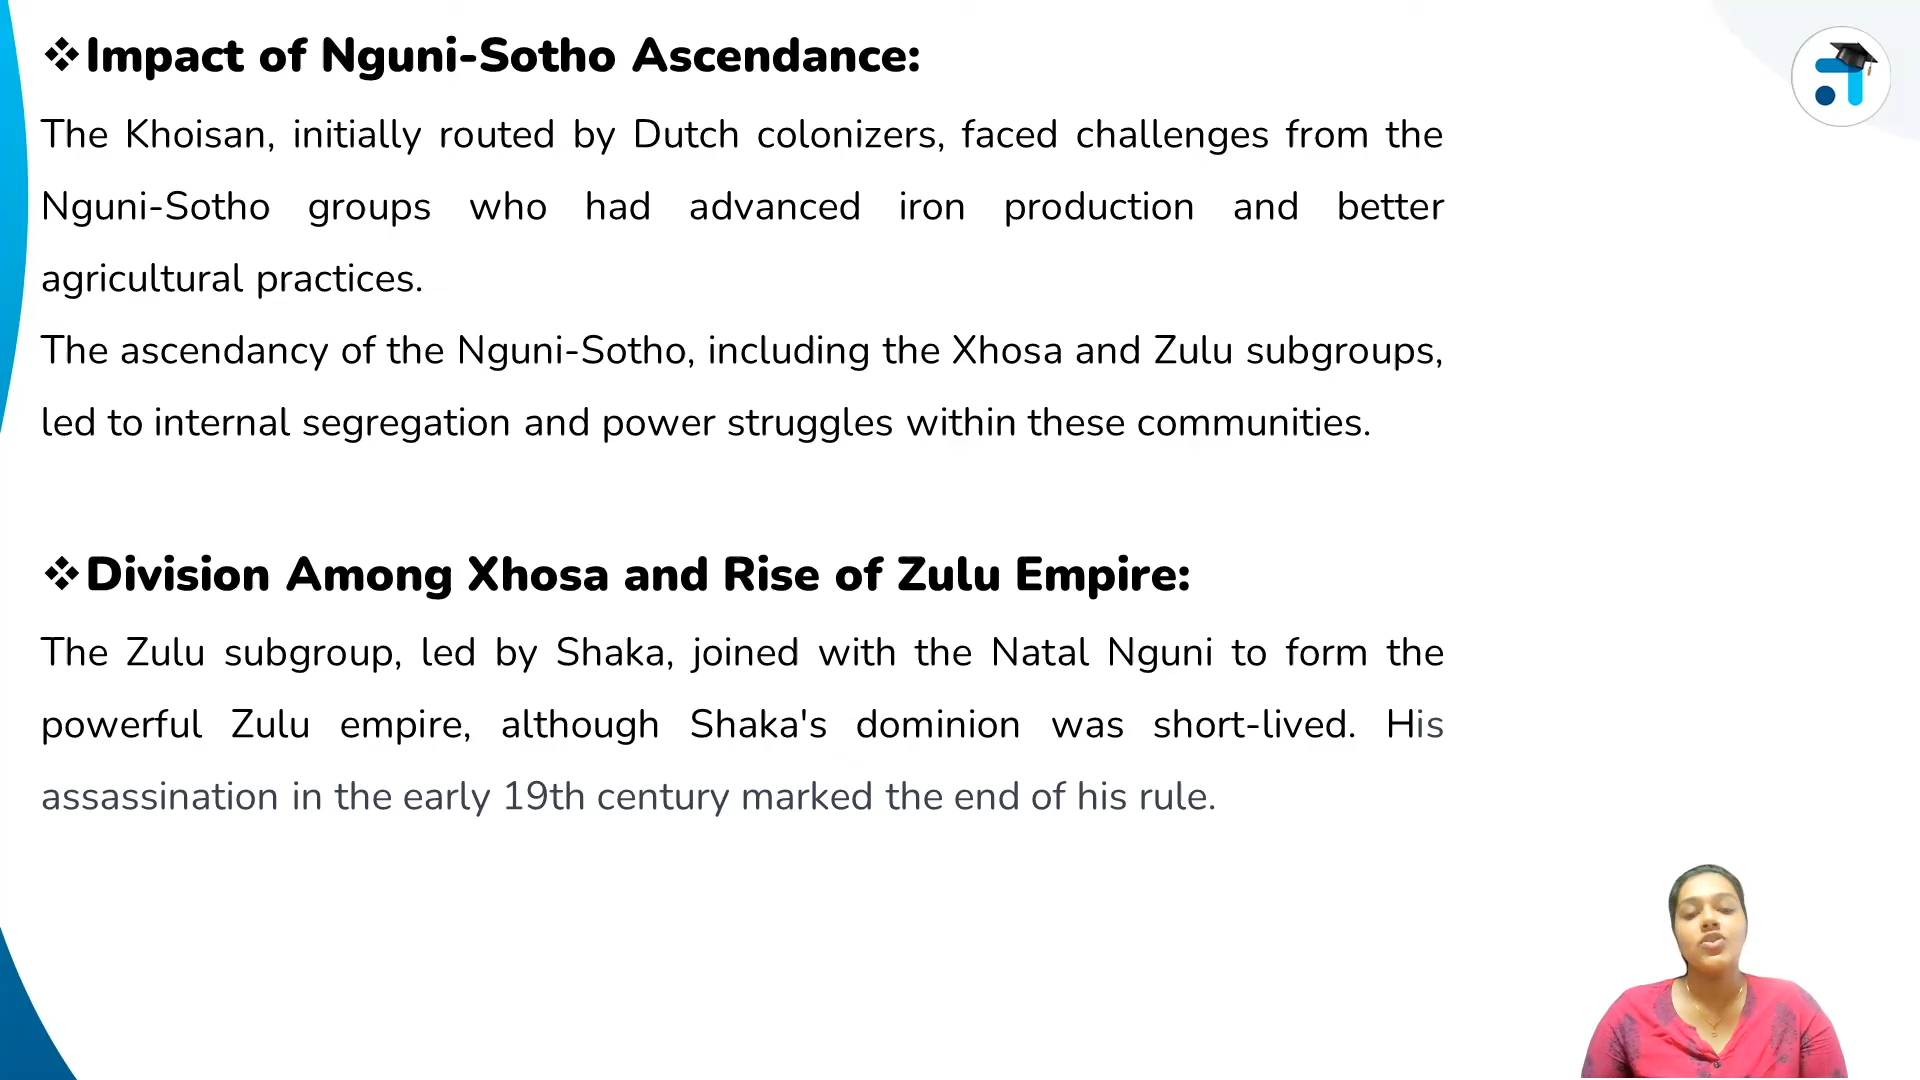 ❖Impact of Nguni-Sotho Ascendance:
The Khoisan, initially routed by Dutch colonizers, faced challenges from the
Nguni-Sotho groups who had advanced iron production and better
agricultural practices.
The ascendancy of the Nguni-Sotho, including the Xhosa and Zulu subgroups,
led to internal segregation and power struggles within these communities.
❖Division Among Xhosa and Rise of Zulu Empire:
The Zulu subgroup, led by Shaka, joined with the Natal Nguni to form the
powerful Zulu empire, although Shaka's dominion was short-lived. His
assassination in the early 19th century marked the end of his rule.